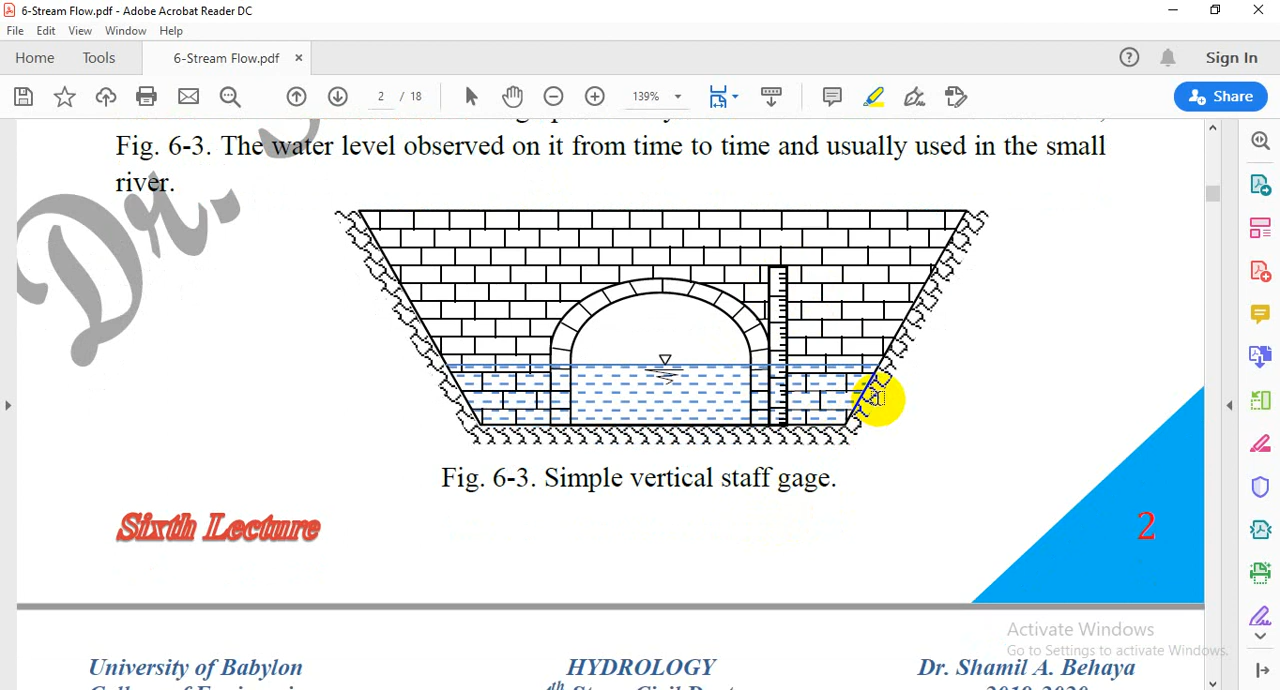 6-Stream Flow.pdf - Adobe Acrobat Reader DC
File Edit View Window Help
Home Tools 6-Stream Flow.pdf × Sign In
2 / 18 139% Share
Fig. 6-3. The water level observed on it from time to time and usually used in the small
river.
Dr.
Fig. 6-3. Simple vertical staff gage.
Sixth Lecture
2
Activate Windows
Go to Settings to activate Windows.
University of Babylon HYDROLOGY Dr. Shamil A. Behaya